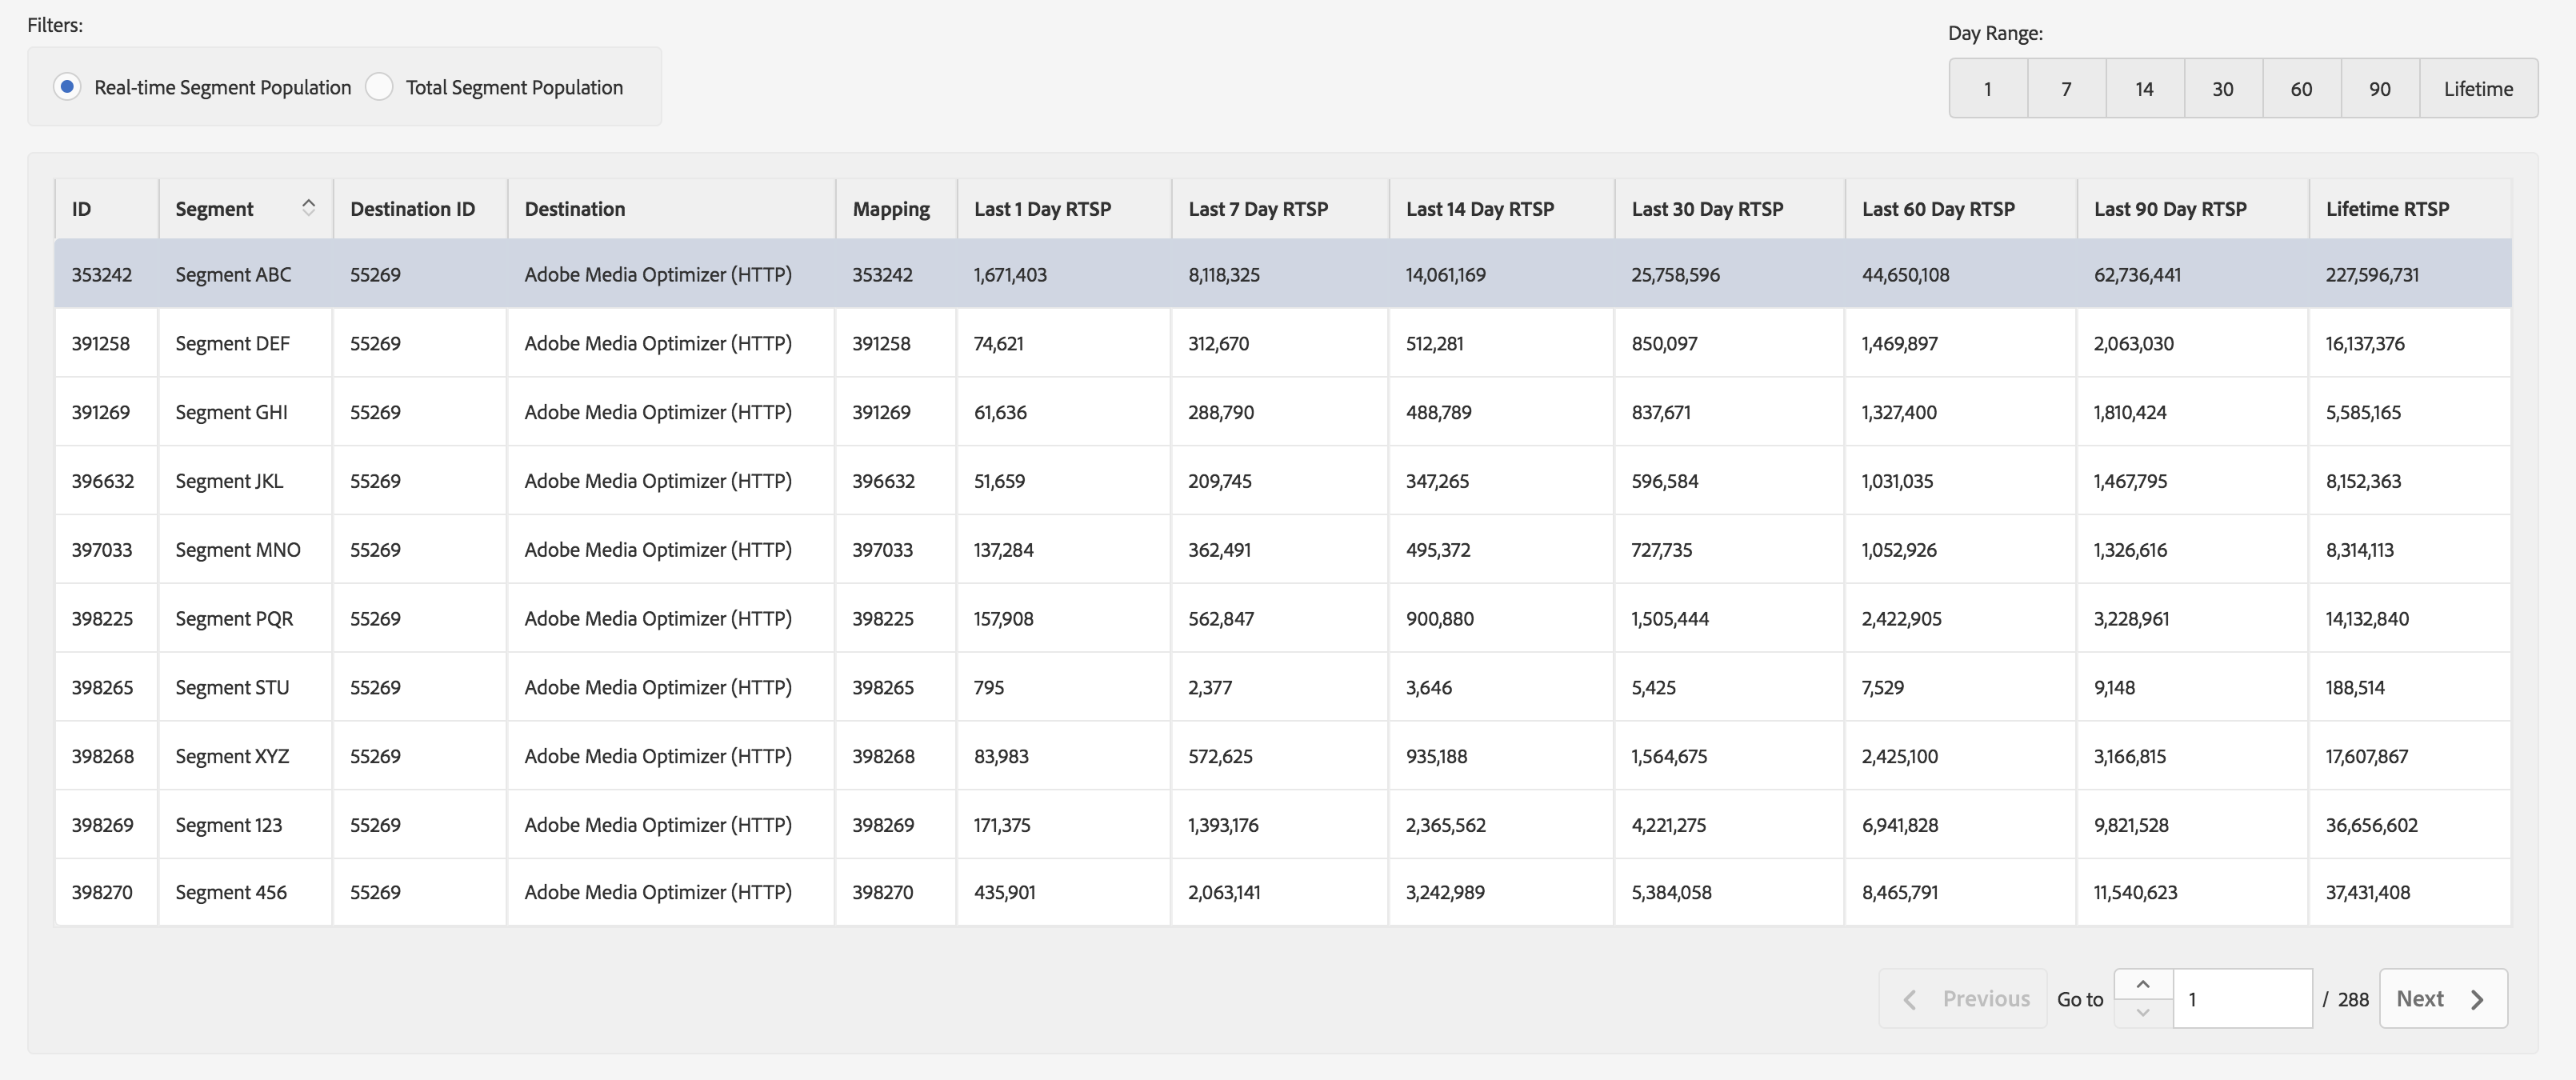 Filters:
Real-time Segment Population Total Segment Population
Day Range:
1 7 14 30 60 90 Lifetime
ID Segment Destination ID Destination Mapping Last 1 Day RTSP Last 7 Day RTSP Last 14 Day RTSP Last 30 Day RTSP Last 60 Day RTSP Last 90 Day RTSP Lifetime RTSP
353242 Segment ABC 55269 Adobe Media Optimizer (HTTP) 353242 1,671,403 8,118,325 14,061,169 25,758,596 44,650,108 62,736,441 227,596,731
391258 Segment DEF 55269 Adobe Media Optimizer (HTTP) 391258 74,621 312,670 512,281 850,097 1,469,897 2,063,030 16,137,376
391269 Segment GHI 55269 Adobe Media Optimizer (HTTP) 391269 61,636 288,790 488,789 837,671 1,327,400 1,810,424 5,585,165
396632 Segment JKL 55269 Adobe Media Optimizer (HTTP) 396632 51,659 209,745 347,265 596,584 1,031,035 1,467,795 8,152,363
397033 Segment MNO 55269 Adobe Media Optimizer (HTTP) 397033 137,284 362,491 495,372 727,735 1,052,926 1,326,616 8,314,113
398225 Segment PQR 55269 Adobe Media Optimizer (HTTP) 398225 157,908 562,847 900,880 1,505,444 2,422,905 3,228,961 14,132,840
398265 Segment STU 55269 Adobe Media Optimizer (HTTP) 398265 795 2,377 3,646 5,425 7,529 9,148 188,514
398268 Segment XYZ 55269 Adobe Media Optimizer (HTTP) 398268 83,983 572,625 935,188 1,564,675 2,425,100 3,166,815 17,607,867
398269 Segment 123 55269 Adobe Media Optimizer (HTTP) 398269 171,375 1,393,176 2,365,562 4,221,275 6,941,828 9,821,528 36,656,602
398270 Segment 456 55269 Adobe Media Optimizer (HTTP) 398270 435,901 2,063,141 3,242,989 5,384,058 8,465,791 11,540,623 37,431,408
Previous Go to 1 / 288 Next